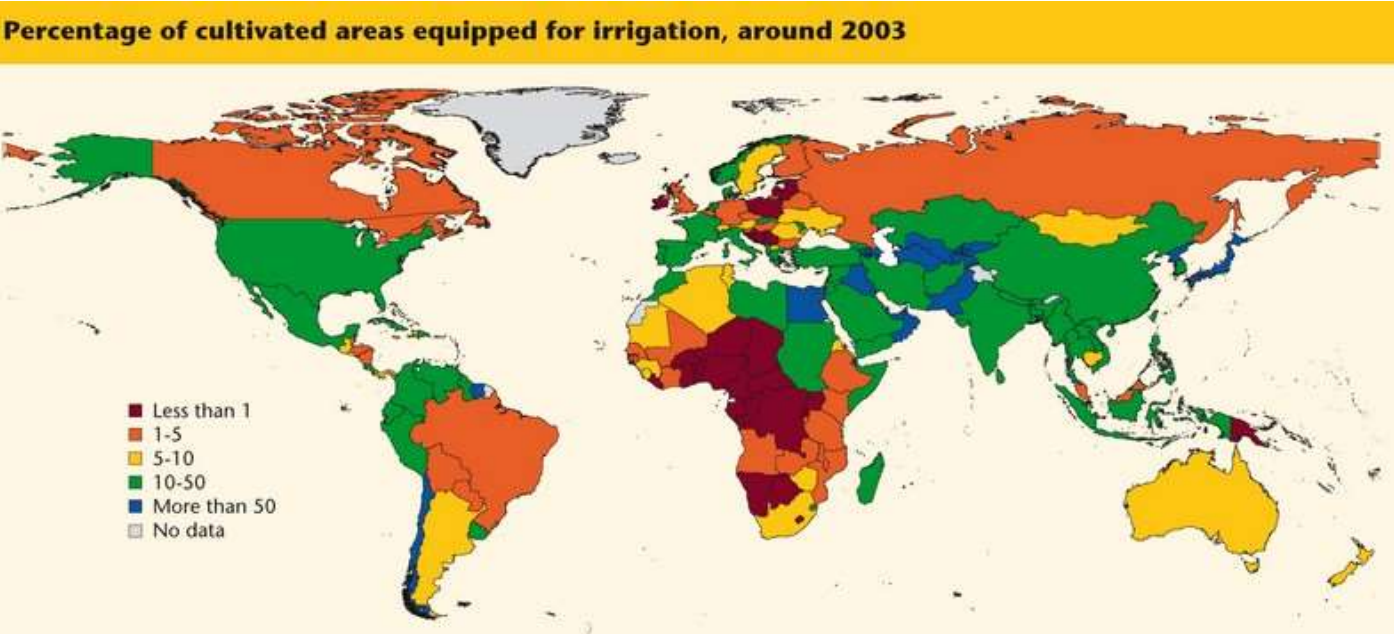 Percentage of cultivated areas equipped for irrigation, around 2003
Less than 1
1-5
5-10
10-50
More than 50
No data